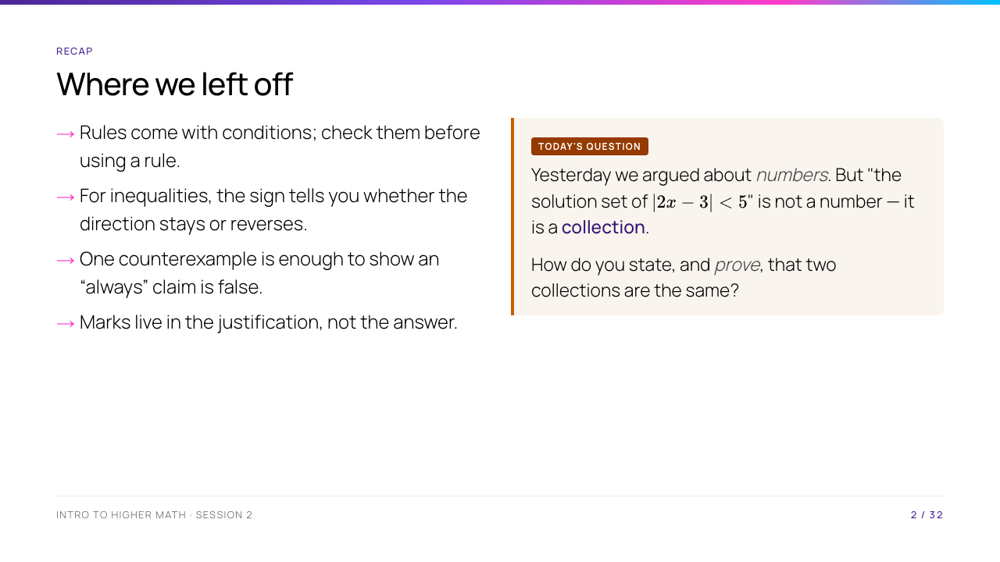 RECAP
Where we left off
→ Rules come with conditions; check them before
using a rule.
→ For inequalities, the sign tells you whether the
direction stays or reverses.
→ One counterexample is enough to show an
“always” claim is false.
→ Marks live in the justification, not the answer.
TODAY'S QUESTION
Yesterday we argued about numbers. But "the
solution set of |2x − 3| < 5" is not a number — it
is a collection.
How do you state, and prove, that two
collections are the same?
INTRO TO HIGHER MATH · SESSION 2
2 / 32